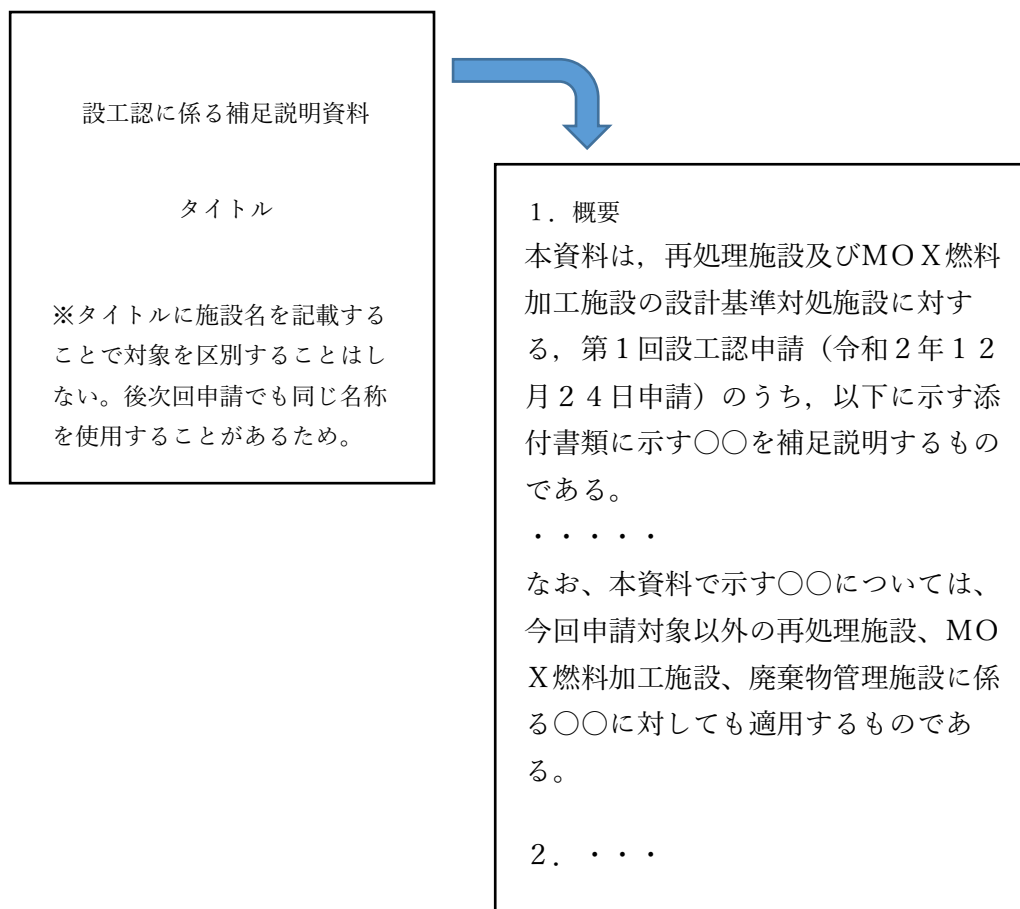 設工認に係る補足説明資料
タイトル
※タイトルに施設名を記載する
ことで対象を区別することはし
ない。後次回申請でも同じ名称
を使用することがあるため。
１．概要
本資料は，再処理施設及びＭＯＸ燃料
加工施設の設計基準対処施設に対す
る，第１回設工認申請（令和２年１２
月２４日申請）のうち，以下に示す添
付書類に示す〇〇を補足説明するもの
である。
・・・・・
なお、本資料で示す〇〇については、
今回申請対象以外の再処理施設、ＭＯ
Ｘ燃料加工施設、廃棄物管理施設に係
る〇〇に対しても適用するものであ
る。
２．・・・